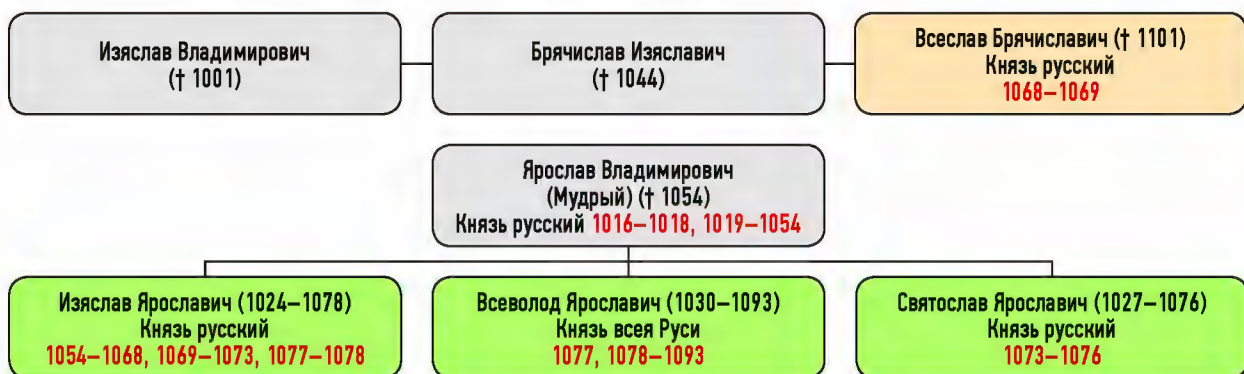 Изяслав Владимирович
(† 1001)
Брячислав Изяславич
(† 1044)
Всеслав Брячиславич († 1101)
Князь русский
1068–1069
Ярослав Владимирович
(Мудрый) († 1054)
Князь русский 1016–1018, 1019–1054
Изяслав Ярославич (1024–1078)
Князь русский
1054–1068, 1069–1073, 1077–1078
Всеволод Ярославич (1030–1093)
Князь всея Руси
1077, 1078–1093
Святослав Ярославич (1027–1076)
Князь русский
1073–1076